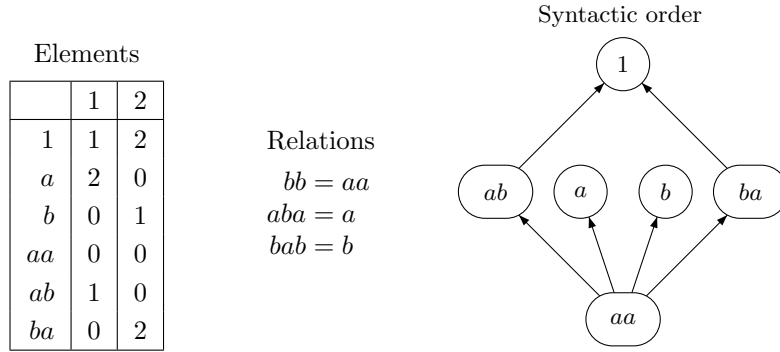 Elements
1 2
1 1 2
a 2 0
b 0 1
aa 0 0
ab 1 0
ba 0 2
Relations
bb = aa
aba = a
bab = b
Syntactic order
1
ab a b ba
aa